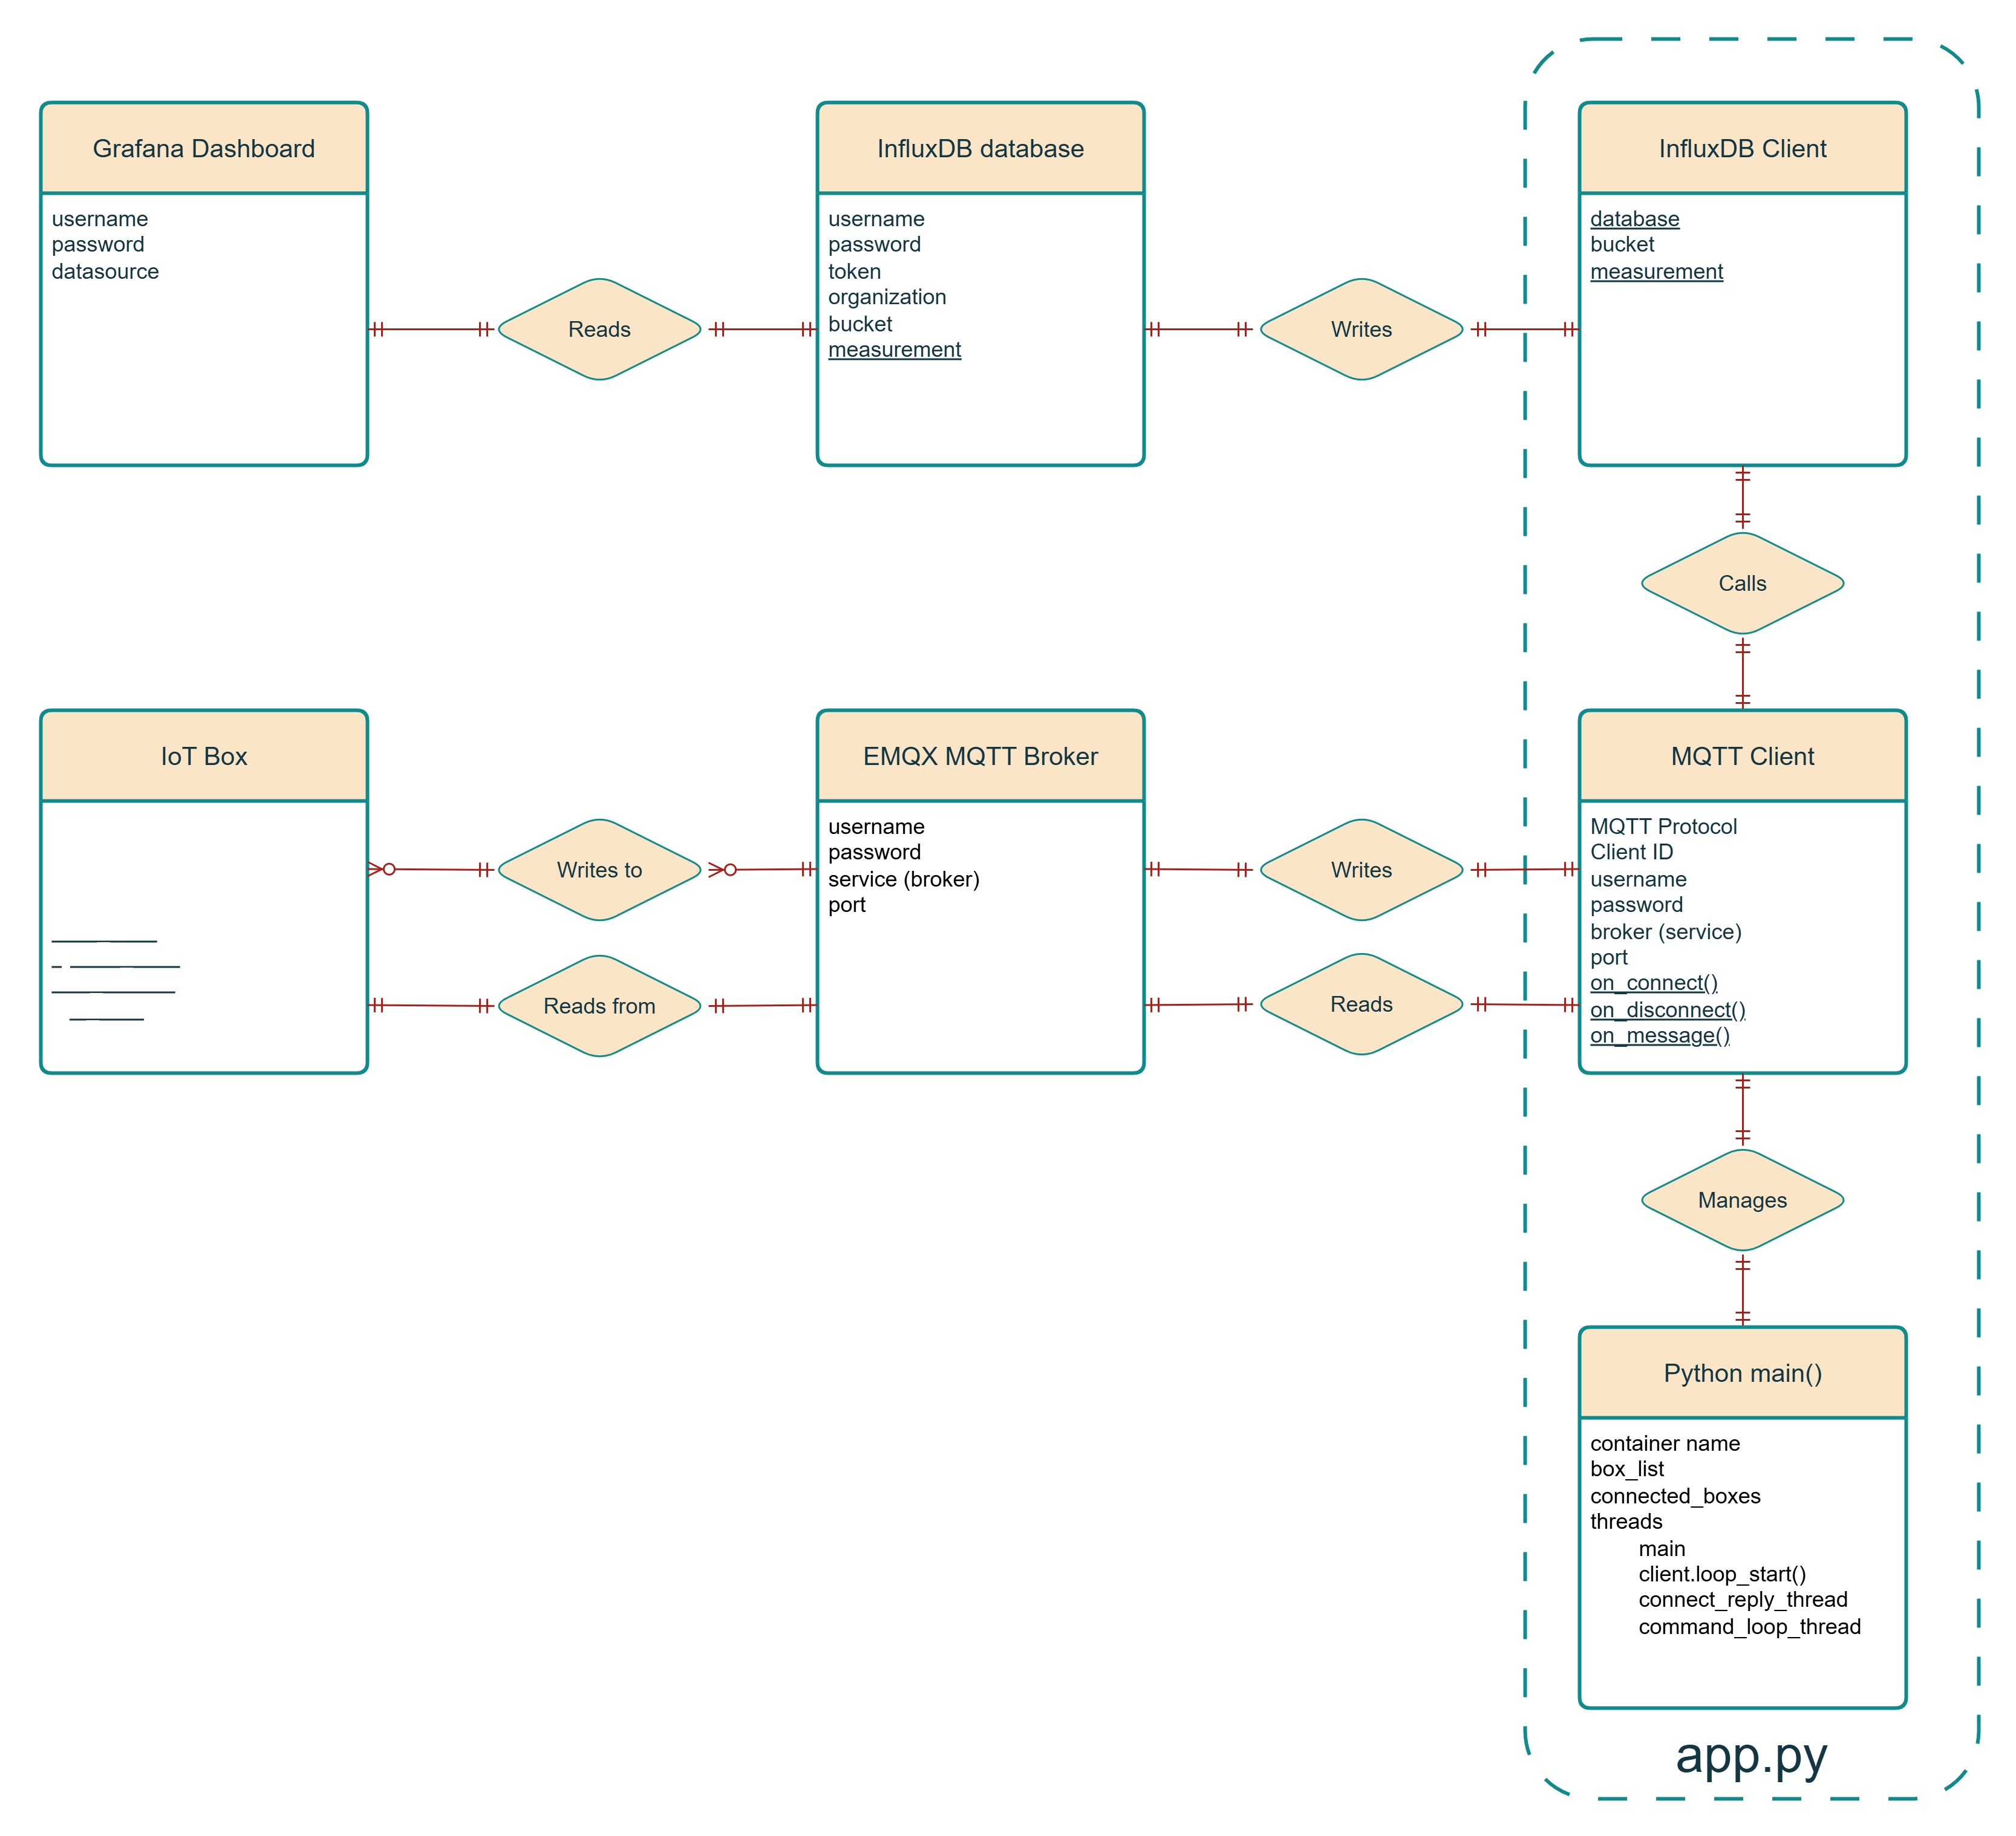 Grafana Dashboard
username
password
datasource
Reads
InfluxDB database
username
password
token
organization
bucket
measurement
Writes
InfluxDB Client
database
bucket
measurement
Calls
IoT Box
Writes to
Reads from
EMQX MQTT Broker
username
password
service (broker)
port
Writes
Reads
MQTT Client
MQTT Protocol
Client ID
username
password
broker (service)
port
on_connect()
on_disconnect()
on_message()
Manages
Python main()
container name
box_list
connected_boxes
threads
main
client.loop_start()
connect_reply_thread
command_loop_thread
app.py